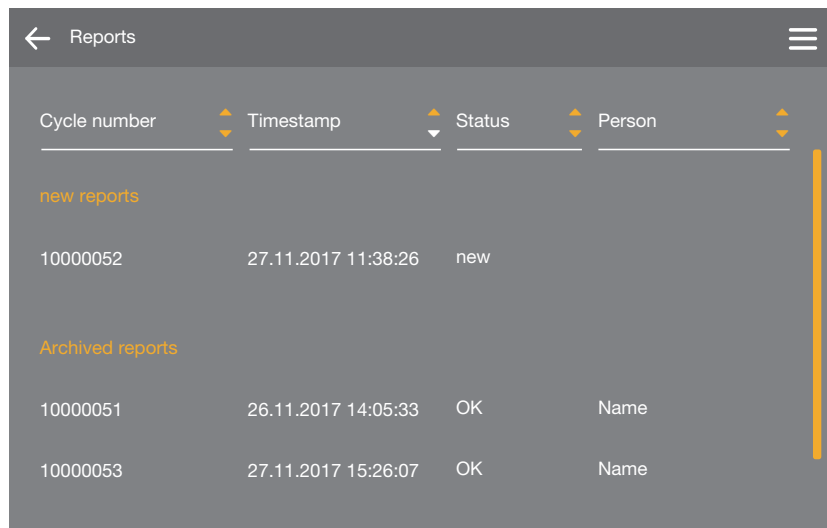 Reports
Cycle number Timestamp Status Person
new reports
10000052 27.11.2017 11:38:26 new
Archived reports
10000051 26.11.2017 14:05:33 OK Name
10000053 27.11.2017 15:26:07 OK Name